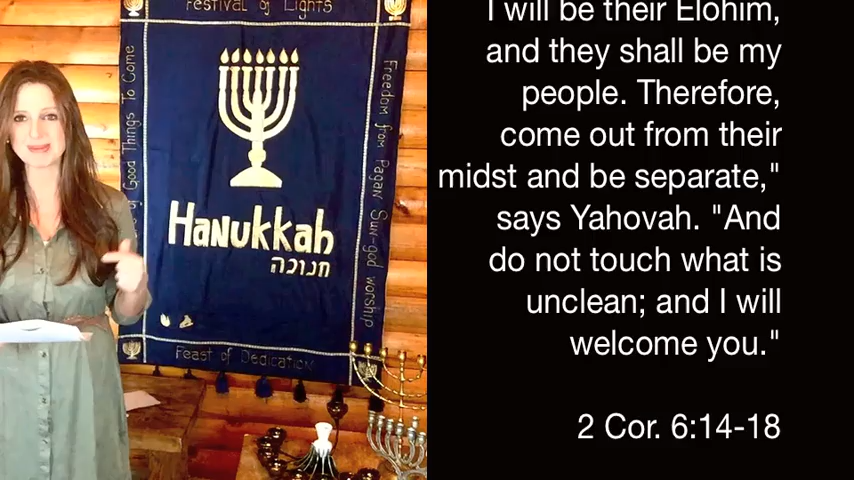 Festival of Lights
of Good Things To Come
Freedom from Pagan Sun-god worship
Hanukkah
חנוכה
Feast of Dedication
I will be their Elohim,
and they shall be my
people. Therefore,
come out from their
midst and be separate,"
says Yahovah. "And
do not touch what is
unclean; and I will
welcome you."
2 Cor. 6:14-18